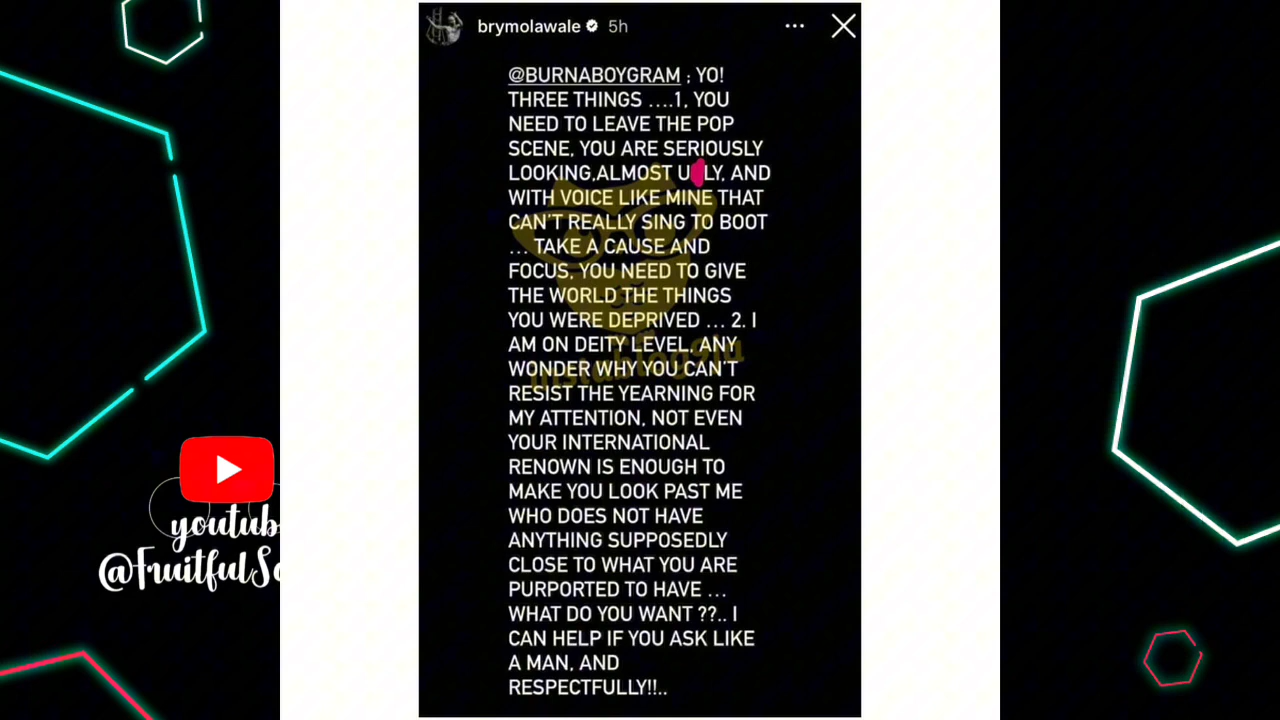 brymolawale 5h ...
@BURNABOYGRAM ; YO!
THREE THINGS ....1, YOU
NEED TO LEAVE THE POP
SCENE, YOU ARE SERIOUSLY
LOOKING,ALMOST U LY, AND
WITH VOICE LIKE MINE THAT
CAN'T REALLY SING TO BOOT
... TAKE A CAUSE AND
FOCUS, YOU NEED TO GIVE
THE WORLD THE THINGS
YOU WERE DEPRIVED ... 2. I
AM ON DEITY LEVEL, ANY
WONDER WHY YOU CAN'T
RESIST THE YEARNING FOR
MY ATTENTION, NOT EVEN
YOUR INTERNATIONAL
RENOWN IS ENOUGH TO
MAKE YOU LOOK PAST ME
WHO DOES NOT HAVE
ANYTHING SUPPOSEDLY
CLOSE TO WHAT YOU ARE
PURPORTED TO HAVE ...
WHAT DO YOU WANT ??.. I
CAN HELP IF YOU ASK LIKE
A MAN, AND
RESPECTFULLY!!..
youtub
@FruitfulSo